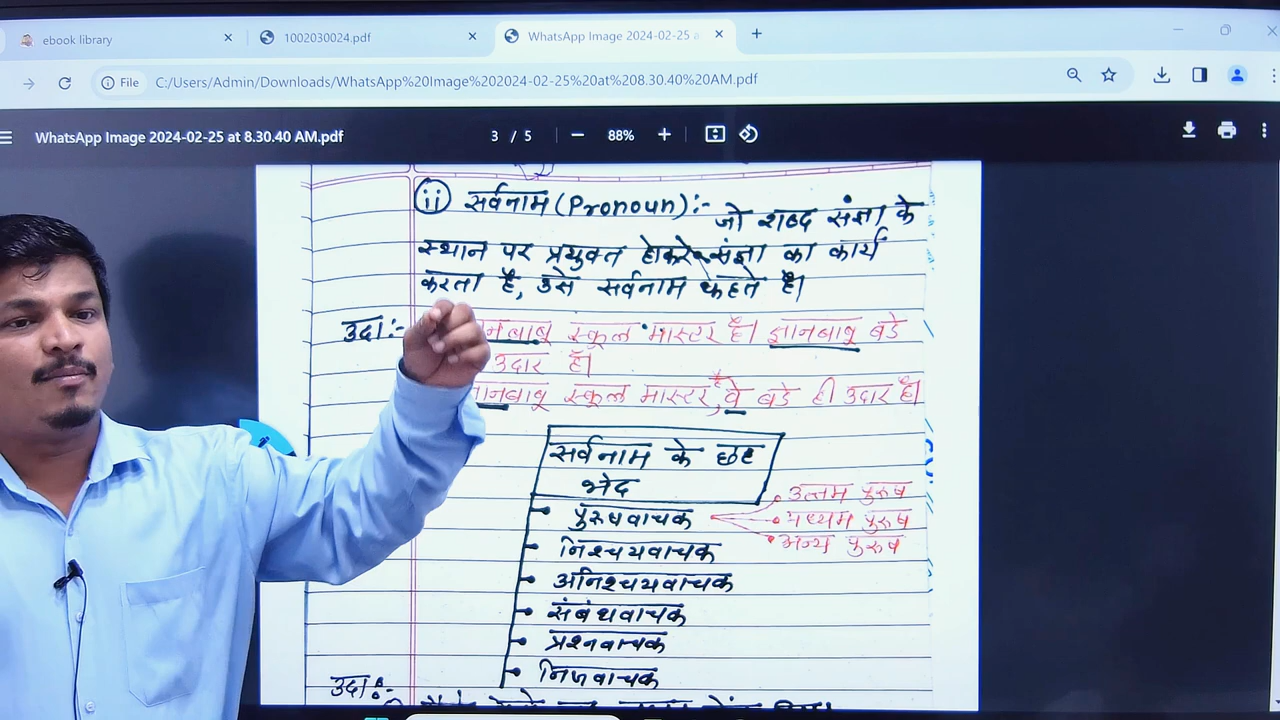 ebook library
1002030024.pdf
WhatsApp Image 2024-02-25 a
File
C:/Users/Admin/Downloads/WhatsApp%20Image%202024-02-25%20at%208.30.40%20AM.pdf
WhatsApp Image 2024-02-25 at 8.30.40 AM.pdf
3 / 5
88%
ii सर्वनाम (Pronoun) :- जो शब्द संज्ञा के
स्थान पर प्रयुक्त होकर संज्ञा का कार्य
करता है, उसे सर्वनाम कहते है।
उदा:- नबाबू स्कूल मास्टर है। ज्ञानबाबू बडे
उदार है।
ानबाबू स्कूल मास्टर है, वे बडे ही उदार है।
सर्वनाम के छह
भेद
पुरुषवाचक
उत्तम पुरुष
मध्यम पुरुष
अन्य पुरुष
निश्चयवाचक
अनिश्चयवाचक
संबंधवाचक
प्रश्नवाचक
निजवाचक
उदा:-